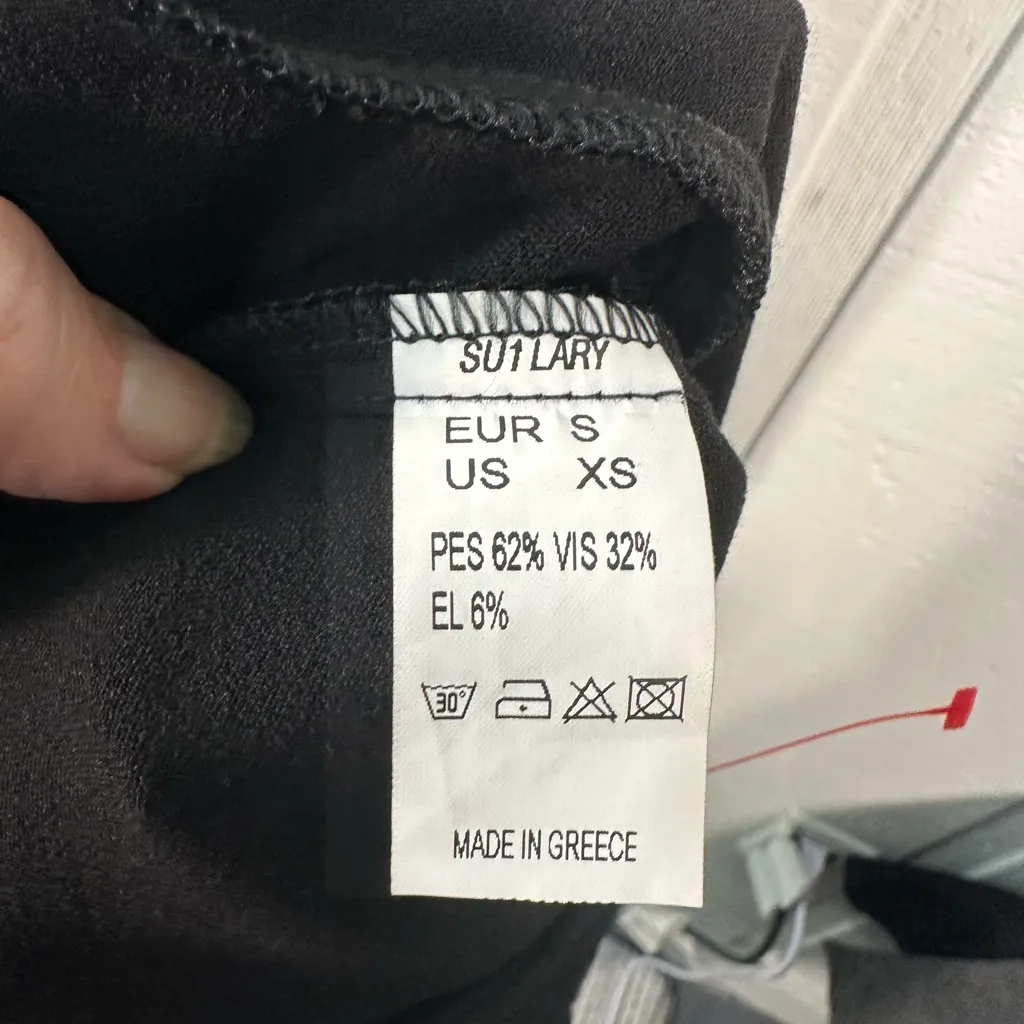 SU1 LARY
EUR S
US XS
PES 62% VIS 32%
EL 6%
30°
MADE IN GREECE